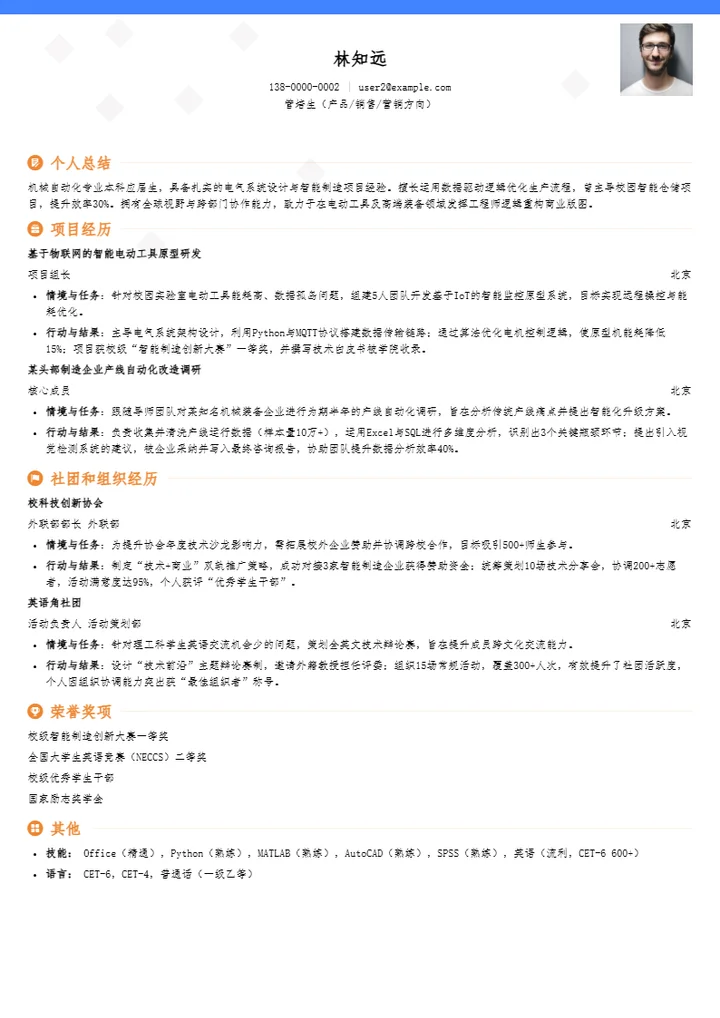 林知远
138-0000-0002 | user2@example.com
管培生（产品/销售/营销方向）
个人总结
机械自动化专业本科应届生，具备扎实的电气系统设计与智能制造项目经验。擅长运用数据驱动逻辑优化生产流程，曾主导校园智能仓储项
目，提升效率30%。拥有全球视野与跨部门协作能力，致力于在电动工具及高端装备领域发挥工程师逻辑重构商业版图。
项目经历
基于物联网的智能电动工具原型研发
项目组长 北京
• 情境与任务：针对校园实验室电动工具能耗高、数据孤岛问题，组建5人团队开发基于IoT的智能监控原型系统，目标实现远程操控与能
耗优化。
• 行动与结果：主导电气系统架构设计，利用Python与MQTT协议搭建数据传输链路；通过算法优化电机控制逻辑，使原型机能耗降低
15%；项目获校级“智能制造创新大赛”一等奖，并撰写技术白皮书被学院收录。
某头部制造企业产线自动化改造调研
核心成员 北京
• 情境与任务：跟随导师团队对某知名机械装备企业进行为期半年的产线自动化调研，旨在分析传统产线痛点并提出智能化升级方案。
• 行动与结果：负责收集并清洗产线运行数据（样本量10万+），运用Excel与SQL进行多维度分析，识别出3个关键瓶颈环节；提出引入视
觉检测系统的建议，被企业采纳并写入最终咨询报告，协助团队提升数据分析效率40%。
社团和组织经历
校科技创新协会
外联部部长 外联部 北京
• 情境与任务：为提升协会年度技术沙龙影响力，需拓展校外企业赞助并协调跨校合作，目标吸引500+师生参与。
• 行动与结果：制定“技术+商业”双轨推广策略，成功对接3家智能制造企业获得赞助资金；统筹策划10场技术分享会，协调200+志愿
者，活动满意度达95%，个人获评“优秀学生干部”。
英语角社团
活动负责人 活动策划部 北京
• 情境与任务：针对理工科学生英语交流机会少的问题，策划全英文技术辩论赛，旨在提升成员跨文化交流能力。
• 行动与结果：设计“技术前沿”主题辩论赛制，邀请外籍教授担任评委；组织15场常规活动，覆盖300+人次，有效提升了社团活跃度，
个人因组织协调能力突出获“最佳组织者”称号。
荣誉奖项
校级智能制造创新大赛一等奖
全国大学生英语竞赛（NECCS）二等奖
校级优秀学生干部
国家励志奖学金
其他
• 技能： Office（精通），Python（熟练），MATLAB（熟练），AutoCAD（熟练），SPSS（熟练），英语（流利，CET-6 600+）
• 语言： CET-6，CET-4，普通话（一级乙等）